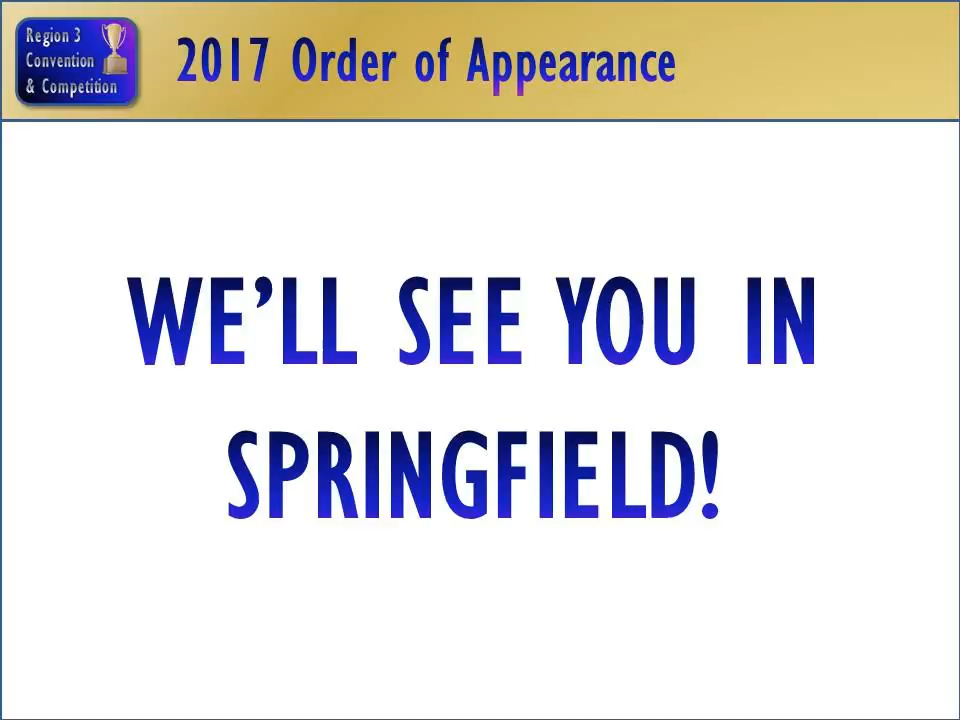 Region 3
Convention
& Competition
2017 Order of Appearance
WE’LL SEE YOU IN
SPRINGFIELD!